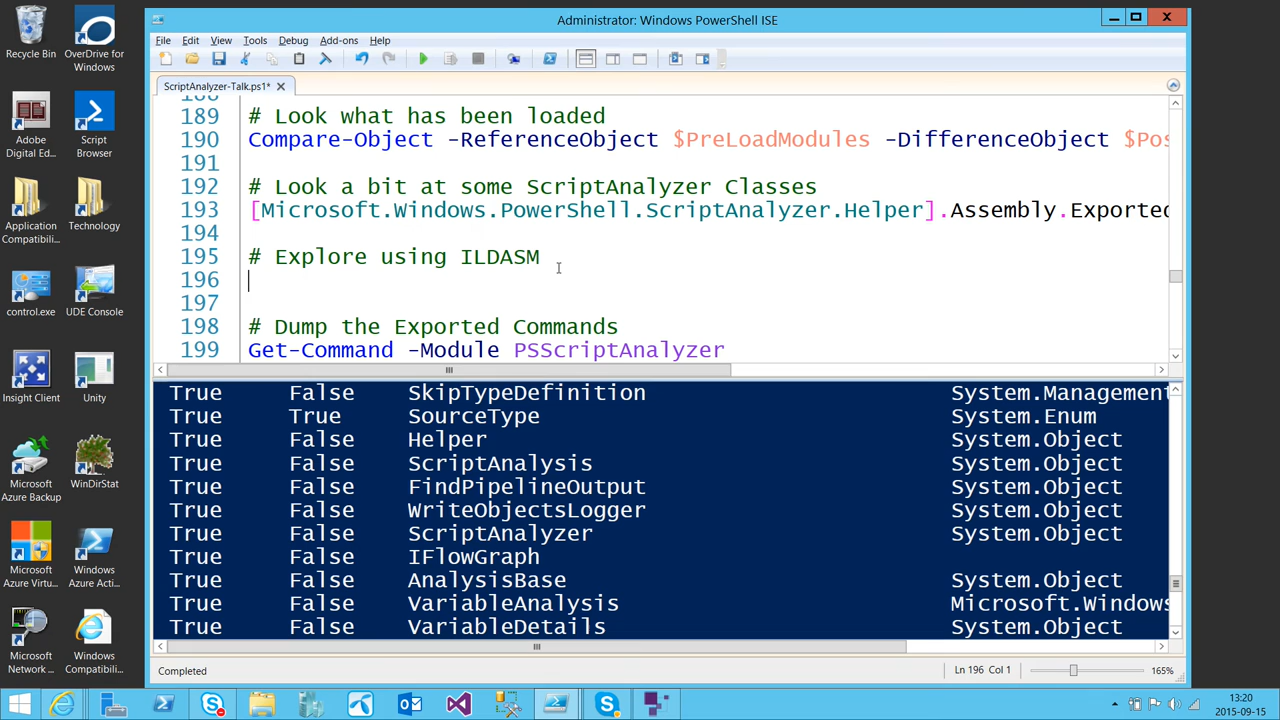 Administrator: Windows PowerShell ISE
File Edit View Tools Debug Add-ons Help
ScriptAnalyzer-Talk.ps1*
189 # Look what has been loaded
190 Compare-Object -ReferenceObject $PreLoadModules -DifferenceObject $Pos
191
192 # Look a bit at some ScriptAnalyzer Classes
193 [Microsoft.Windows.PowerShell.ScriptAnalyzer.Helper].Assembly.Exported
194
195 # Explore using ILDASM
196
197
198 # Dump the Exported Commands
199 Get-Command -Module PSScriptAnalyzer
True False SkipTypeDefinition System.Management
True True SourceType System.Enum
True False Helper System.Object
True False ScriptAnalysis System.Object
True False FindPipelineOutput System.Object
True False WriteObjectsLogger System.Object
True False ScriptAnalyzer System.Object
True False IFlowGraph
True False AnalysisBase System.Object
True False VariableAnalysis Microsoft.Windows
True False VariableDetails System.Object
Completed
Ln 196 Col 1
165%
Recycle Bin
OverDrive for
Windows
Adobe
Digital Ed...
Script
Browser
Application
Compatibili...
Technology
control.exe
UDE Console
Insight Client
Unity
Microsoft
Azure Backup
WinDirStat
Microsoft
Azure Virtu...
Windows
Azure Acti...
Microsoft
Network ...
Windows
Compatibili...
13:20
2015-09-15